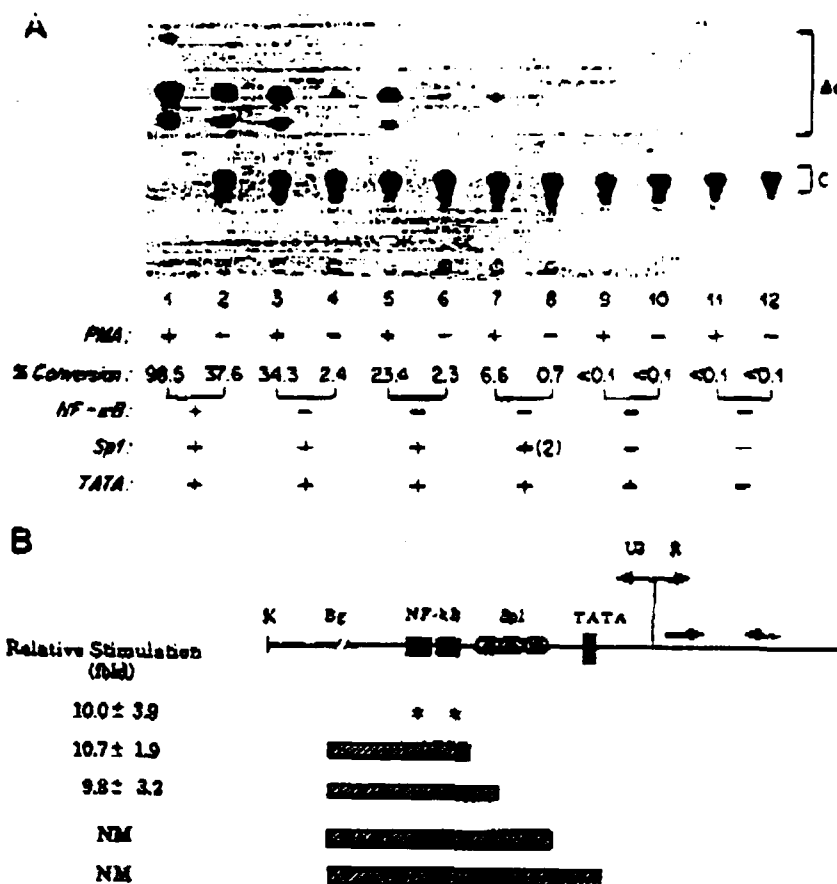 A
C
1 2 3 4 5 6 7 8 9 10 11 12
PMA: + - + - + - + - + - + -
% Conversion: 98.5 37.6 34.3 2.4 23.4 2.3 6.6 0.7 <0.1 <0.1 <0.1 <0.1
NF-κB: + - - - - -
Sp1: + + + +(2) - -
TATA: + + + + + -
B
U3 R
K Bg NF-kB Sp1 TATA
Relative Stimulation
(fold)
10.0 ± 3.9 * *
10.7 ± 1.9
9.8 ± 3.2
NM
NM